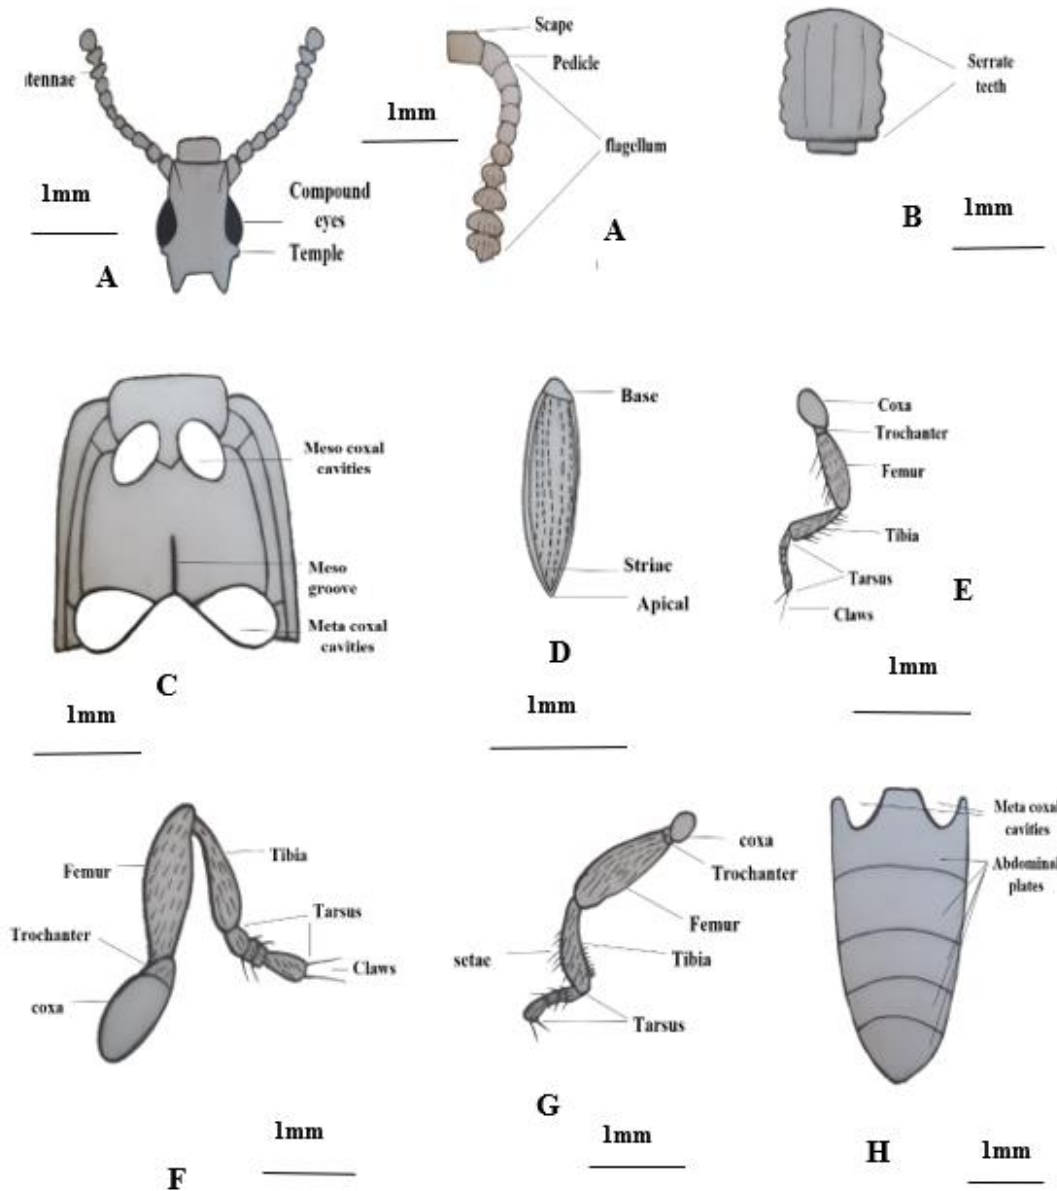 tennae
1mm
Compound
eyes
Temple
A
Scape
Pedicle
1mm
flagellum
A
Serrate
teeth
B
1mm
Meso coxal
cavities
Meso
groove
Meta coxal
cavities
C
1mm
Base
Striae
Apical
D
1mm
Coxa
Trochanter
Femur
Tibia
Tarsus
Claws
E
1mm
Femur
Tibia
Trochanter
Tarsus
Claws
coxa
F
1mm
coxa
Trochanter
Femur
setae
Tibia
Tarsus
G
1mm
Meta coxal
cavities
Abdominal
plates
H
1mm